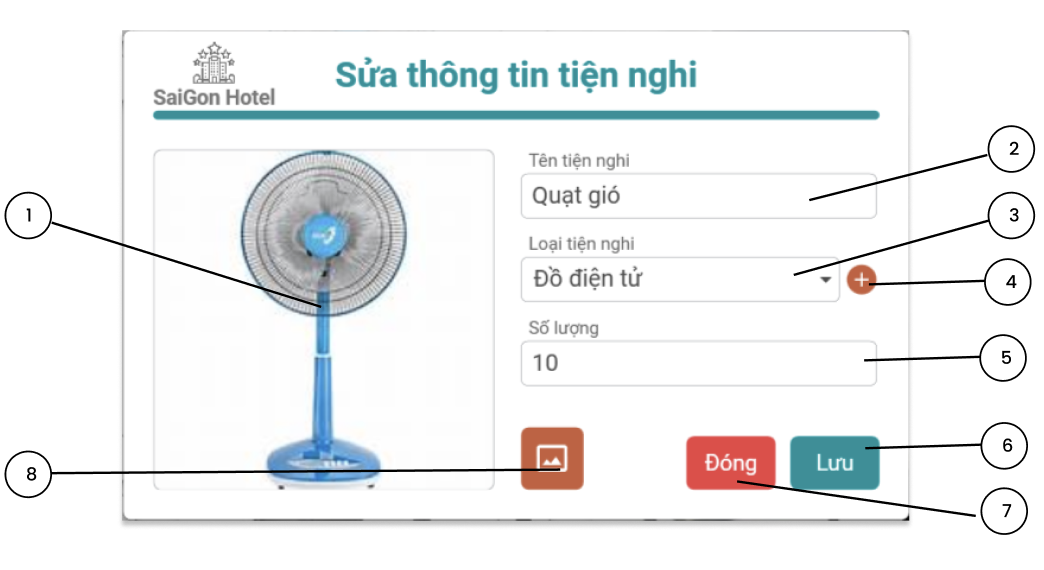 SaiGon Hotel
Sửa thông tin tiện nghi
Tên tiện nghi
Quạt gió
Loại tiện nghi
Đồ điện tử
Số lượng
10
Đóng
Lưu
1
2
3
4
5
6
7
8